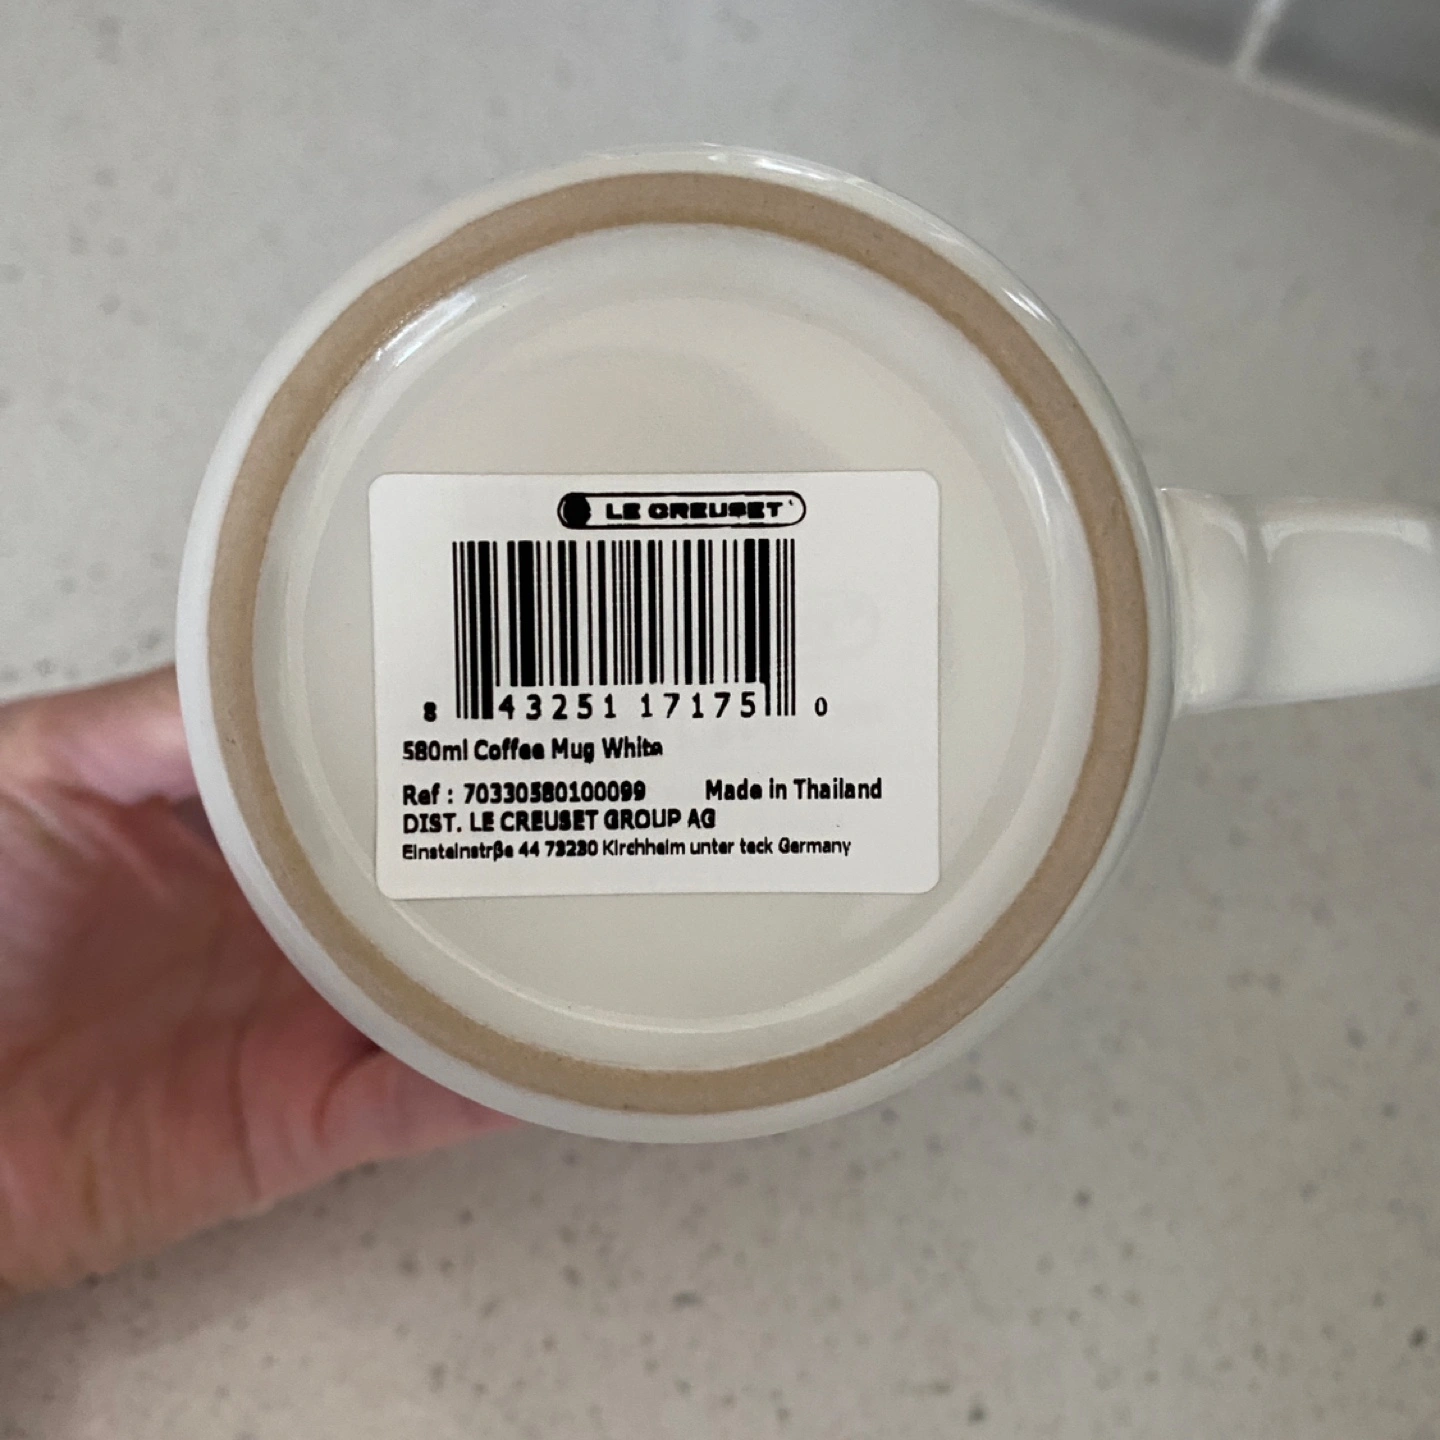 LE CREUSET
8 43251 17175 0
580ml Coffee Mug White
Ref : 70330580100099 Made in Thailand
DIST. LE CREUSET GROUP AG
Einsteinstrβe 44 73230 Kirchheim unter teck Germany